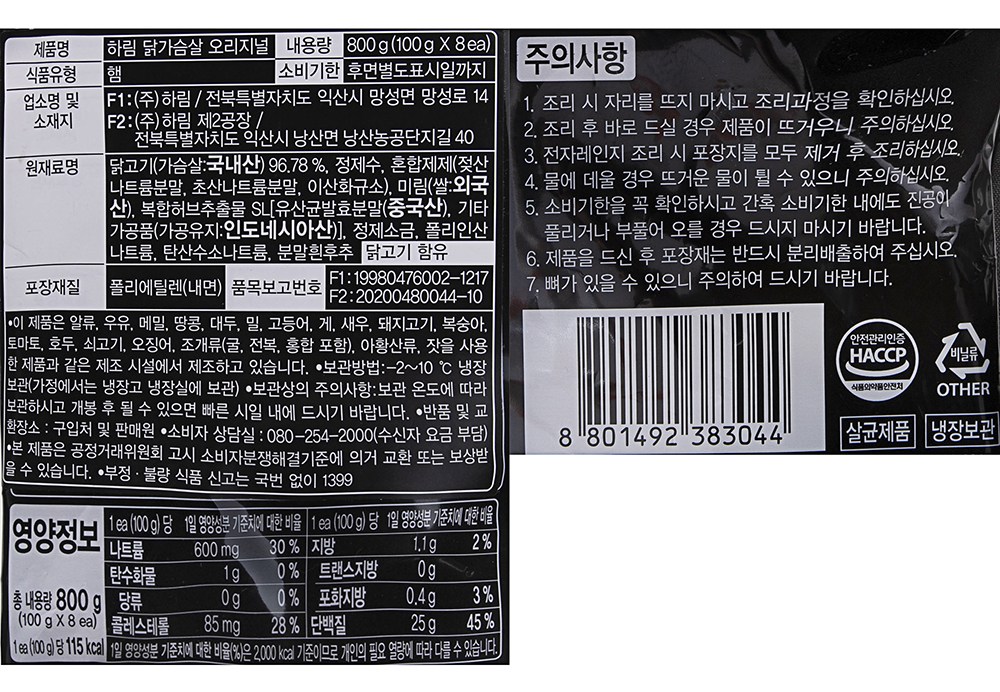 제품명 하림 닭가슴살 오리지널 내용량 800g(100g X 8ea)
식품유형 햄 소비기한 후면별도표시일까지
업소명 및 소재지 F1:(주)하림 / 전북특별자치도 익산시 망성면 망성로 14
F2:(주)하림 제2공장 /
전북특별자치도 익산시 낭산면 낭산농공단지길 40
원재료명 닭고기(가슴살:국내산) 96.78 %, 정제수, 혼합제제(젖산
나트륨분말, 초산나트륨분말, 이산화규소), 미림(쌀:외국
산), 복합허브추출물 SL[유산균발효분말(중국산), 기타
가공품(가공유지:인도네시아산)], 정제소금, 폴리인산
나트륨, 탄산수소나트륨, 분말흰후추 닭고기 함유
포장재질 폴리에틸렌(내면) 품목보고번호 F1:19980476002-1217
F2:20200480044-10
•이 제품은 알류, 우유, 메밀, 땅콩, 대두, 밀, 고등어, 게, 새우, 돼지고기, 복숭아,
토마토, 호두, 쇠고기, 오징어, 조개류(굴, 전복, 홍합 포함), 아황산류, 잣을 사용
한 제품과 같은 제조 시설에서 제조하고 있습니다. •보관방법:-2~10 ℃ 냉장
보관(가정에서는 냉장고 냉장실에 보관) •보관상의 주의사항:보관 온도에 따라
보관하시고 개봉 후 될 수 있으면 빠른 시일 내에 드시기 바랍니다. •반품 및 교
환장소 : 구입처 및 판매원 •소비자 상담실 : 080-254-2000(수신자 요금 부담)
•본 제품은 공정거래위원회 고시 소비자분쟁해결기준에 의거 교환 또는 보상받
을 수 있습니다. •부정·불량 식품 신고는 국번 없이 1399
영양정보
총 내용량 800 g
(100 g X 8 ea)
1 ea (100 g) 당 115 kcal
1 ea (100 g) 당 1일 영양성분 기준치에 대한 비율 1 ea (100 g) 당 1일 영양성분 기준치에 대한 비율
나트륨 600 mg 30 % 지방 1.1 g 2 %
탄수화물 1 g 0 % 트랜스지방 0 g
당류 0 g 0 % 포화지방 0.4 g 3 %
콜레스테롤 85 mg 28 % 단백질 25 g 45 %
1일 영양성분 기준치에 대한 비율(%)은 2,000 kcal 기준이므로 개인의 필요 열량에 따라 다를 수 있습니다.
주의사항
1. 조리 시 자리를 뜨지 마시고 조리과정을 확인하십시오.
2. 조리 후 바로 드실 경우 제품이 뜨거우니 주의하십시오.
3. 전자레인지 조리 시 포장지를 모두 제거 후 조리하십시오.
4. 물에 데울 경우 뜨거운 물이 튈 수 있으니 주의하십시오.
5. 소비기한을 꼭 확인하시고 간혹 소비기한 내에도 진공이
풀리거나 부풀어 오를 경우 드시지 마시기 바랍니다.
6. 제품을 드신 후 포장재는 반드시 분리배출하여 주십시오.
7. 뼈가 있을 수 있으니 주의하여 드시기 바랍니다.
8 801492 383044
안전관리인증
HACCP
식품의약품안전처
비닐류
OTHER
살균제품 냉장보관